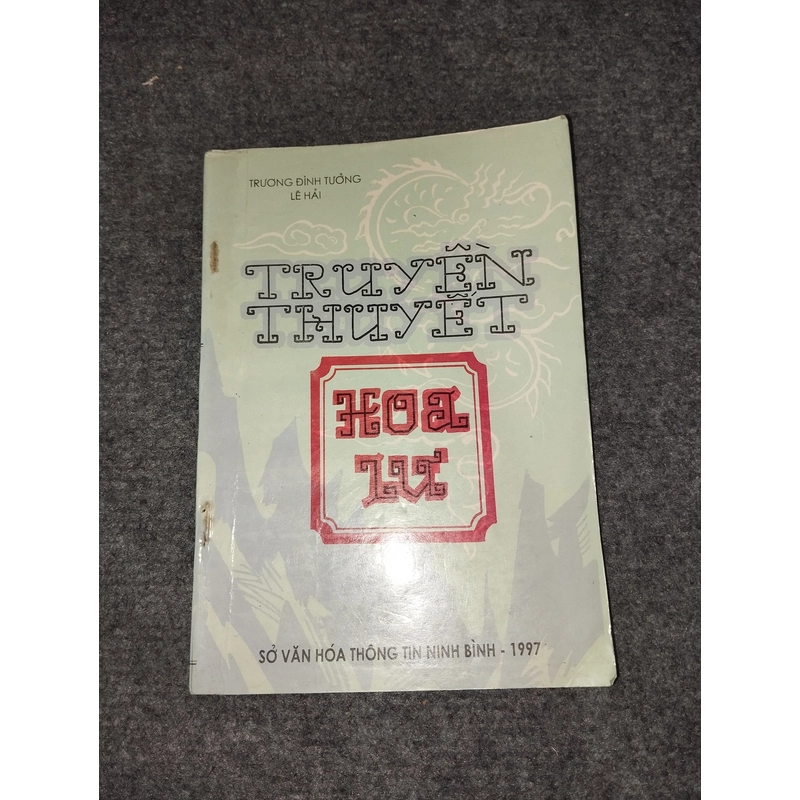 TRƯƠNG ĐÌNH TƯỞNG
LÊ HẢI
TRUYỀN
THUYẾT
HOA
LƯ
SỞ VĂN HÓA THÔNG TIN NINH BÌNH - 1997